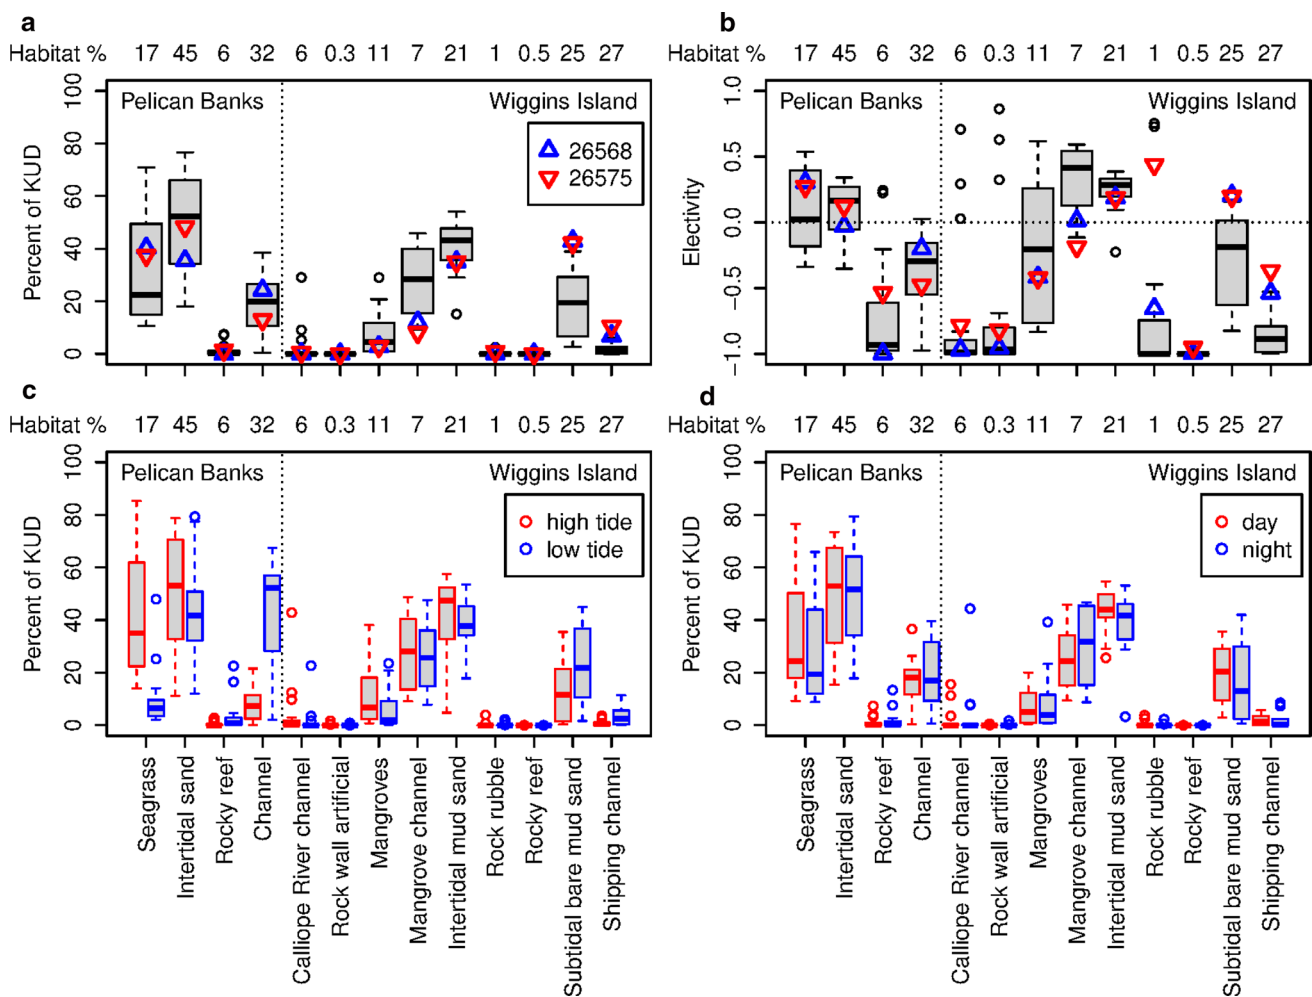 a
Habitat % 17 45 6 32 6 0.3 11 7 21 1 0.5 25 27
Pelican Banks Wiggins Island
26568
26575
Percent of KUD
100
80
60
40
20
0
b
Habitat % 17 45 6 32 6 0.3 11 7 21 1 0.5 25 27
Pelican Banks Wiggins Island
Electivity
1.0
0.5
0.0
−0.5
−1.0
c
Habitat % 17 45 6 32 6 0.3 11 7 21 1 0.5 25 27
Pelican Banks Wiggins Island
high tide
low tide
Percent of KUD
100
80
60
40
20
0
Seagrass
Intertidal sand
Rocky reef
Channel
Calliope River channel
Rock wall artificial
Mangroves
Mangrove channel
Intertidal mud sand
Rock rubble
Rocky reef
Subtidal bare mud sand
Shipping channel
d
Habitat % 17 45 6 32 6 0.3 11 7 21 1 0.5 25 27
Pelican Banks Wiggins Island
day
night
Percent of KUD
100
80
60
40
20
0
Seagrass
Intertidal sand
Rocky reef
Channel
Calliope River channel
Rock wall artificial
Mangroves
Mangrove channel
Intertidal mud sand
Rock rubble
Rocky reef
Subtidal bare mud sand
Shipping channel